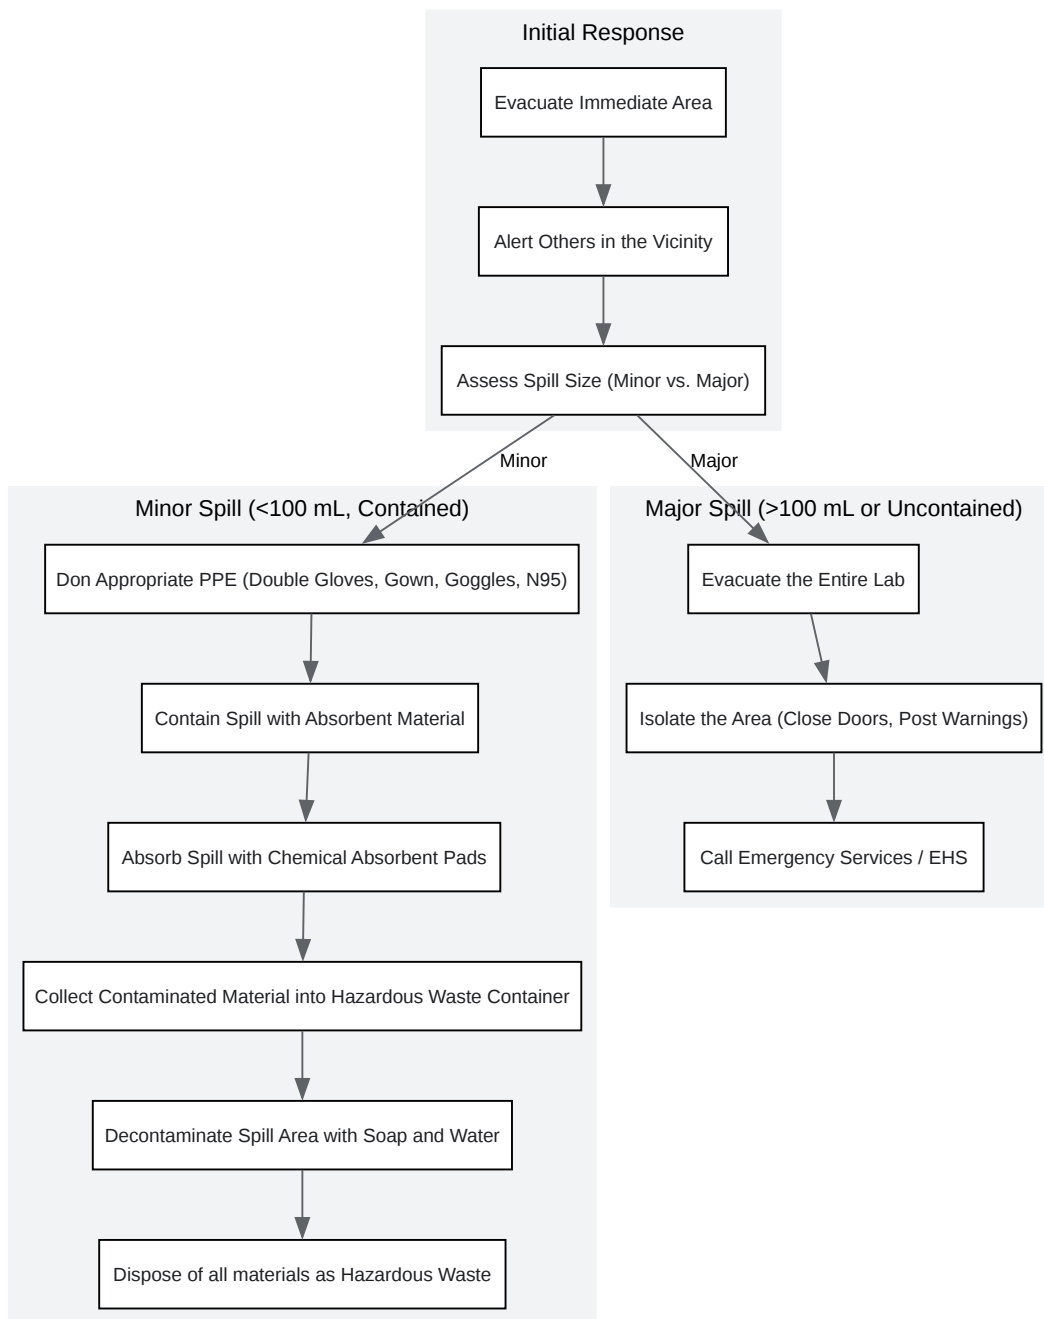 Initial Response
Evacuate Immediate Area
Alert Others in the Vicinity
Assess Spill Size (Minor vs. Major)
Minor
Major
Minor Spill (<100 mL, Contained)
Don Appropriate PPE (Double Gloves, Gown, Goggles, N95)
Contain Spill with Absorbent Material
Absorb Spill with Chemical Absorbent Pads
Collect Contaminated Material into Hazardous Waste Container
Decontaminate Spill Area with Soap and Water
Dispose of all materials as Hazardous Waste
Major Spill (>100 mL or Uncontained)
Evacuate the Entire Lab
Isolate the Area (Close Doors, Post Warnings)
Call Emergency Services / EHS